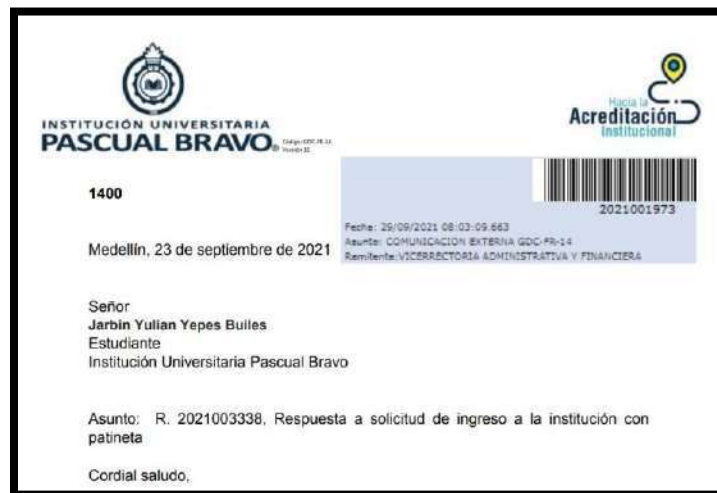 INSTITUCIÓN UNIVERSITARIA
PASCUAL BRAVO®
Hacia la
Acreditación
Institucional
1400
2021001973
Fecha: 29/09/2021 08:03:09.663
Asunto: COMUNICACION EXTERNA GDC-FR-14
Remitente: VICERRECTORIA ADMINISTRATIVA Y FINANCIERA
Medellín, 23 de septiembre de 2021
Señor
Jarbin Yulian Yepes Builes
Estudiante
Institución Universitaria Pascual Bravo
Asunto: R. 2021003338, Respuesta a solicitud de ingreso a la institución con
patineta
Cordial saludo,